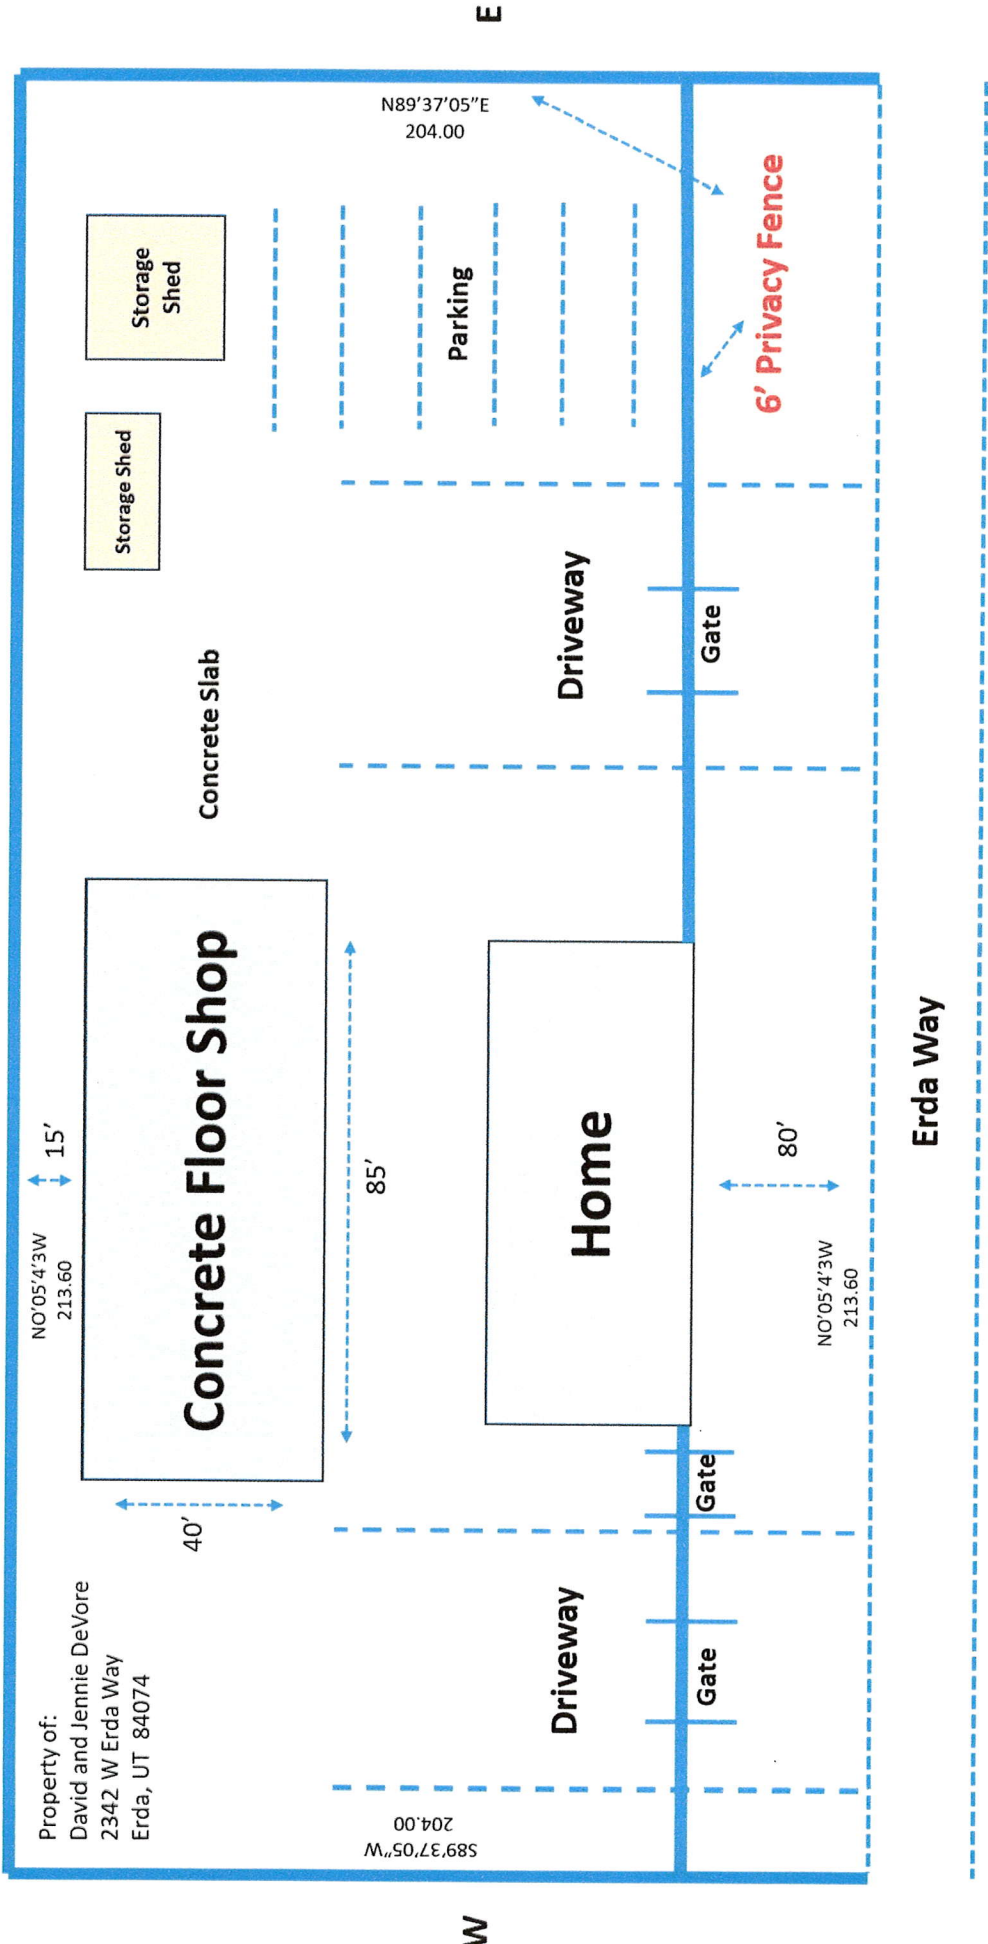 Property of:
David and Jennie DeVore
2342 W Erda Way
Erda, UT  84074
NO'05'4'3W
213.60
15'
Concrete Floor Shop
40'
85'
Concrete Slab
Storage Shed
Storage
Shed
N89'37'05"E
204.00
Parking
S89'37'05"W
204.00
W
E
Driveway
Home
Driveway
Gate
Gate
Gate
6' Privacy Fence
NO'05'4'3W
213.60
80'
Erda Way